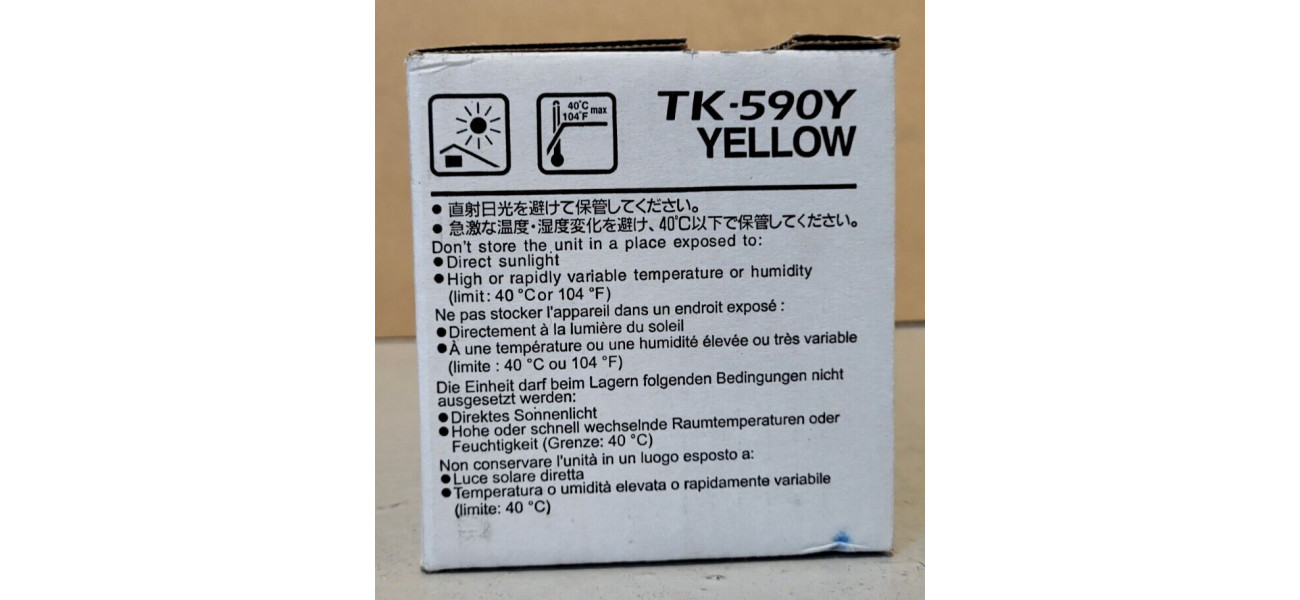 40°C
104°F max
TK-590Y
YELLOW
● 直射日光を避けて保管してください。
● 急激な温度・湿度変化を避け、40℃以下で保管してください。
Don't store the unit in a place exposed to:
●Direct sunlight
●High or rapidly variable temperature or humidity
(limit: 40 °C or 104 °F)
Ne pas stocker l'appareil dans un endroit exposé :
●Directement à la lumière du soleil
●À une température ou une humidité élevée ou très variable
(limite : 40 °C ou 104 °F)
Die Einheit darf beim Lagern folgenden Bedingungen nicht
ausgesetzt werden:
●Direktes Sonnenlicht
●Hohe oder schnell wechselnde Raumtemperaturen oder
Feuchtigkeit (Grenze: 40 °C)
Non conservare l'unità in un luogo esposto a:
●Luce solare diretta
●Temperatura o umidità elevata o rapidamente variabile
(limite: 40 °C)